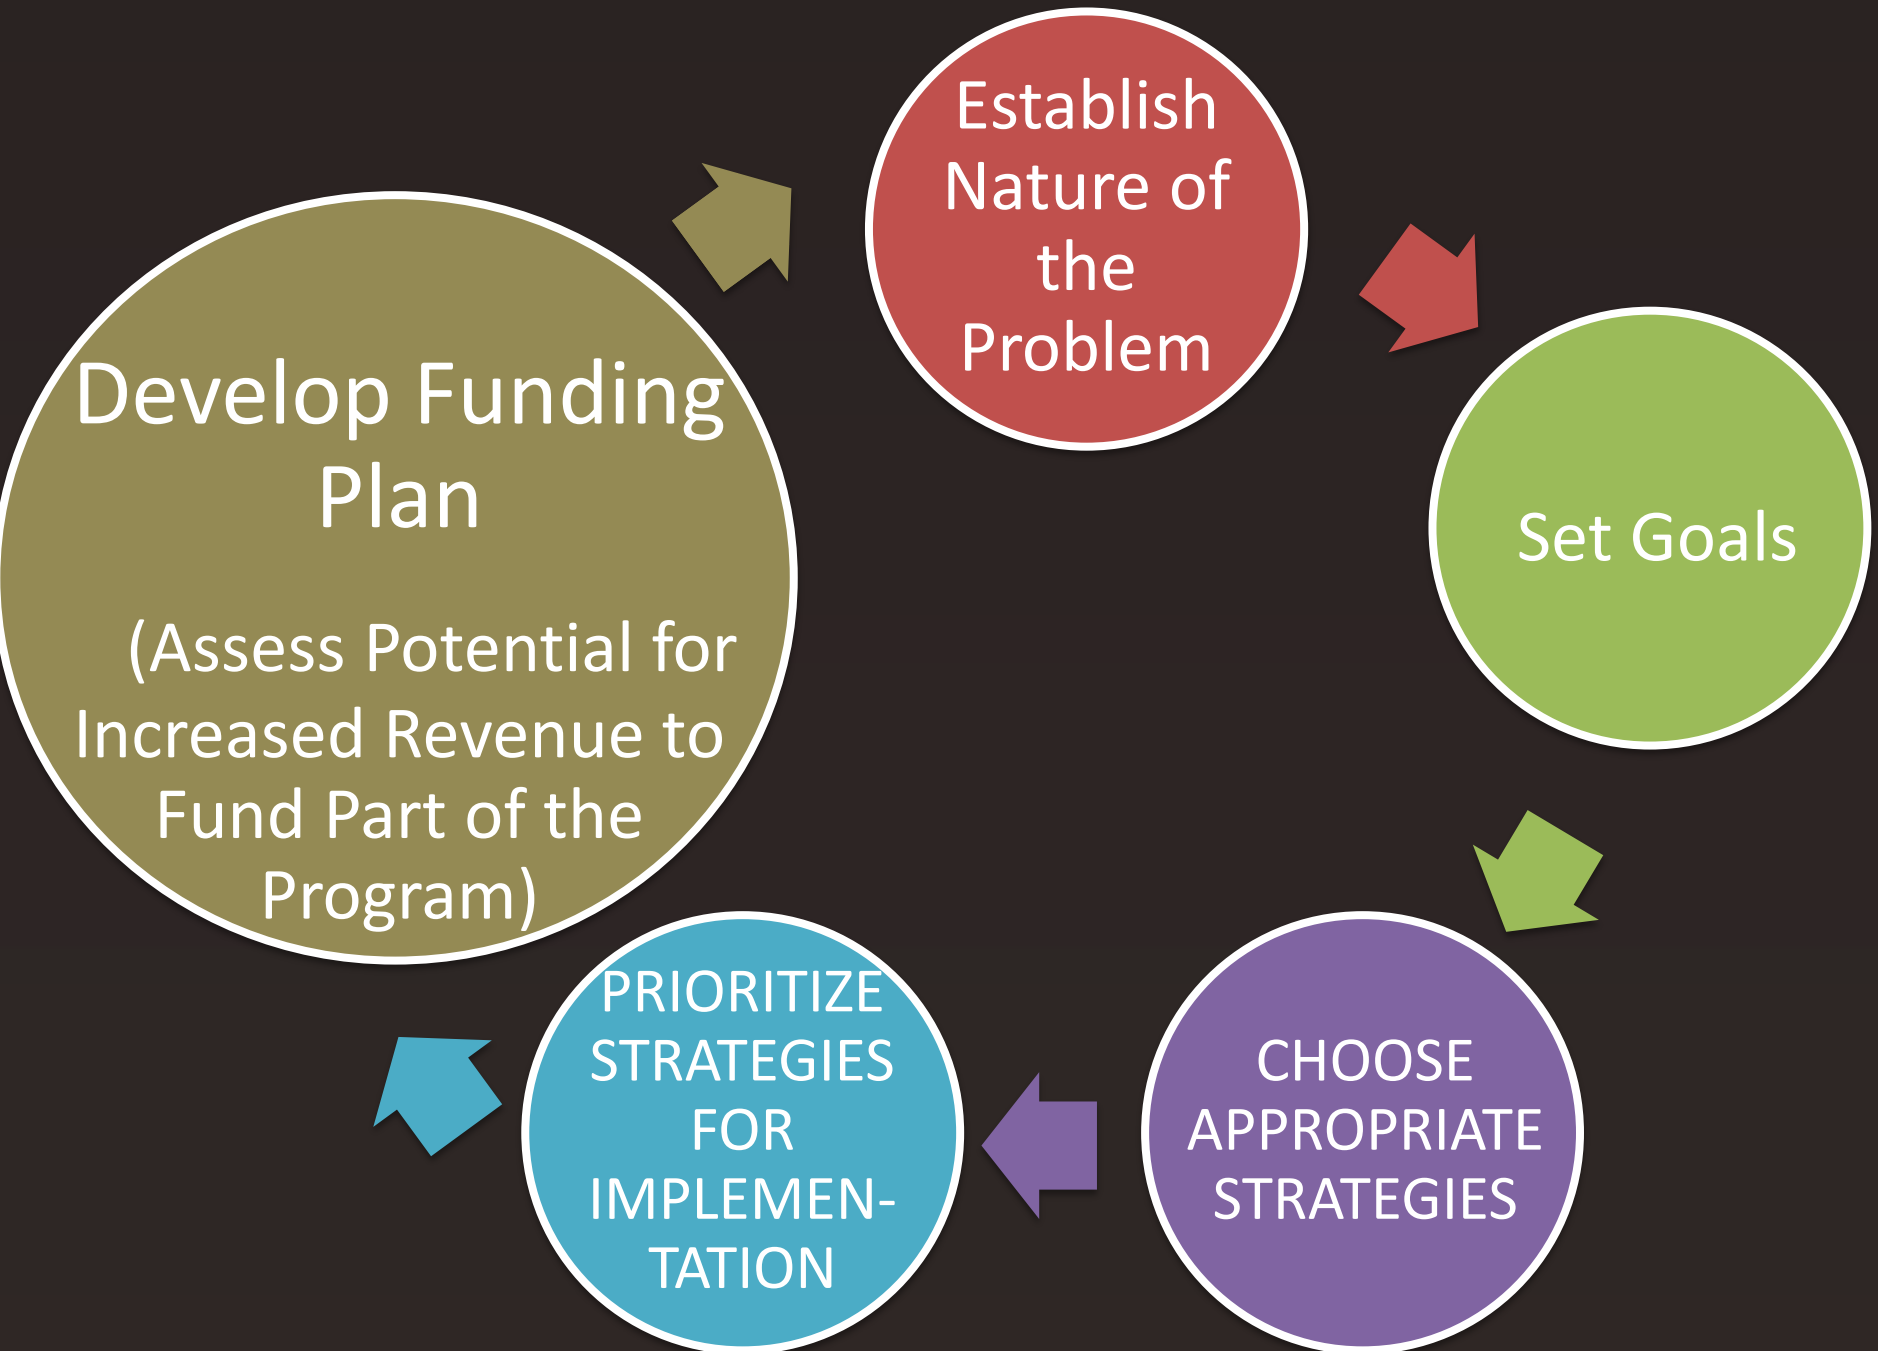 Establish
Nature of
the
Problem
Set Goals
CHOOSE
APPROPRIATE
STRATEGIES
PRIORITIZE
STRATEGIES
FOR
IMPLEMEN-
TATION
Develop Funding
Plan
(Assess Potential for
Increased Revenue to
Fund Part of the
Program)